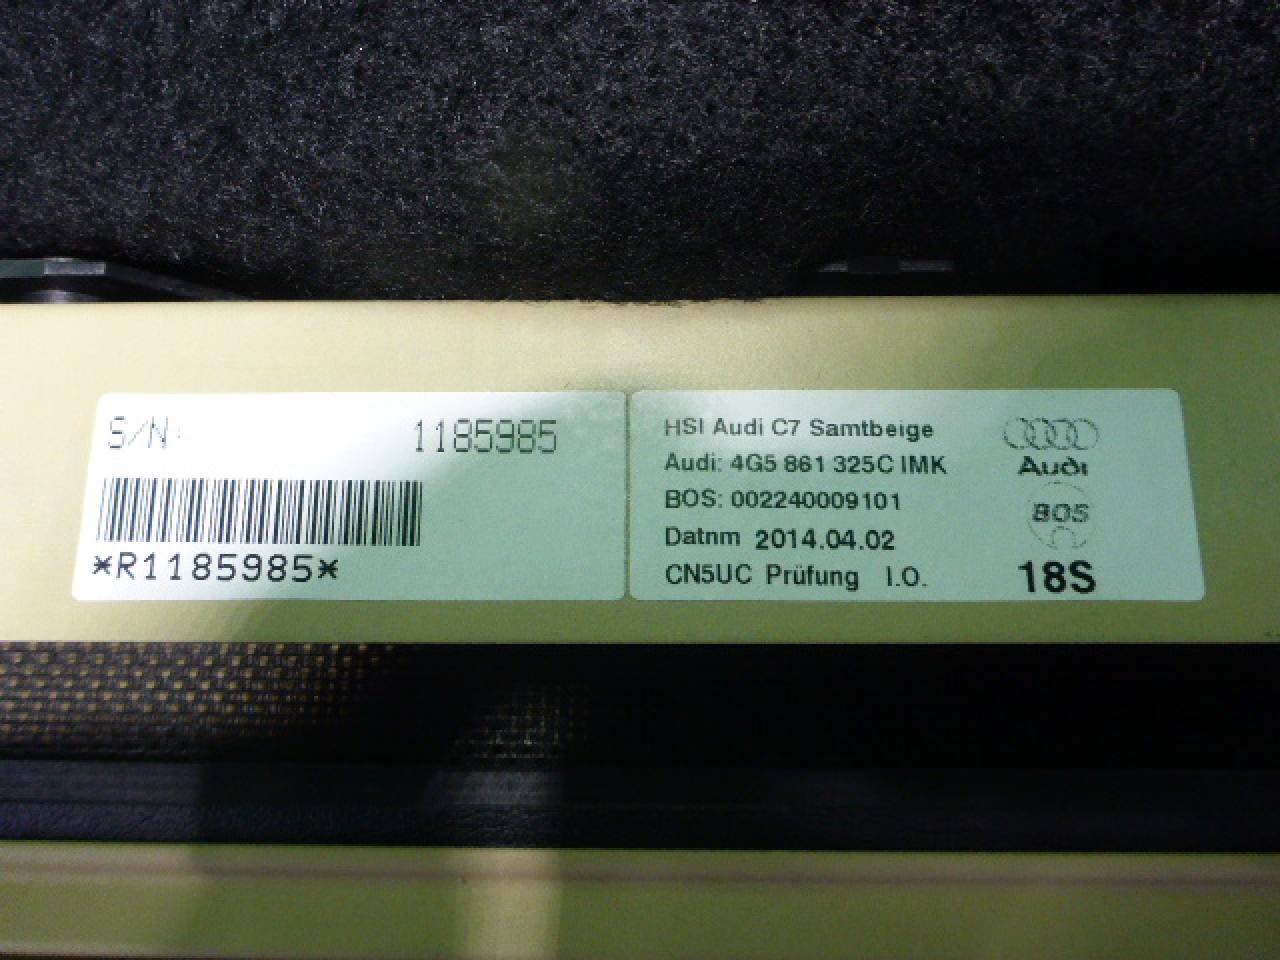 S/N: 1185985
*R1185985*
HSI Audi C7 Samtbeige
Audi: 4G5 861 325C IMK
BOS: 002240009101
Datnm 2014.04.02
CN5UC Prüfung I.O.
Audi
BOS
18S